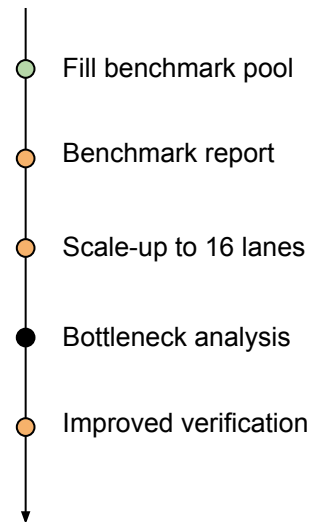 Fill benchmark pool
Benchmark report
Scale-up to 16 lanes
Bottleneck analysis
Improved verification